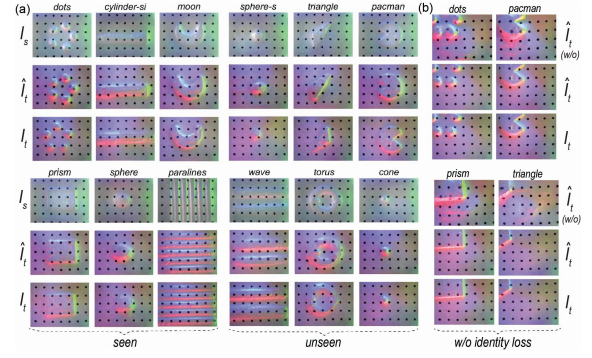 (a) dots cylinder-si moon sphere-s triangle pacman (b) dots pacman
I_s Î_t (w/o)
Î_t Î_t
I_t I_t
prism sphere paralines wave torus cone prism triangle
I_s Î_t (w/o)
Î_t Î_t
I_t I_t
seen unseen w/o identity loss